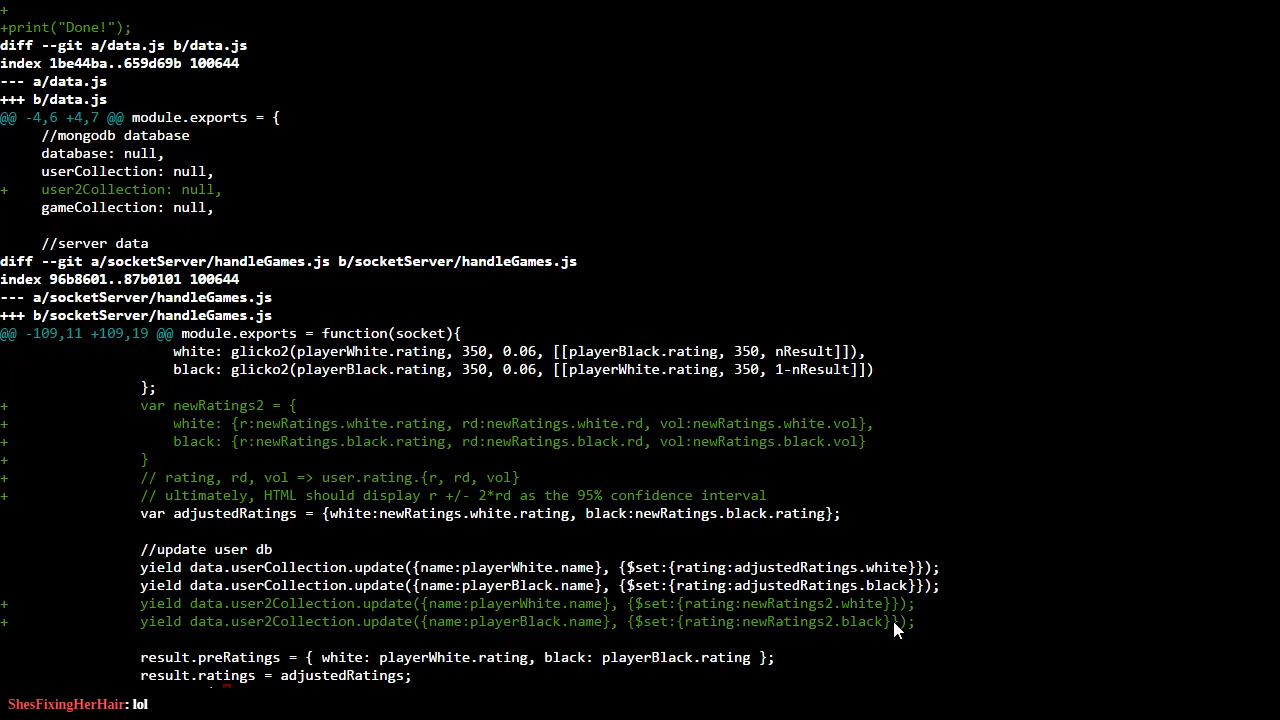 +
+print("Done!");
diff --git a/data.js b/data.js
index 1be44ba..659d69b 100644
--- a/data.js
+++ b/data.js
@@ -4,6 +4,7 @@ module.exports = {
     //mongodb database
     database: null,
     userCollection: null,
+    user2Collection: null,
     gameCollection: null,
     //server data
diff --git a/socketServer/handleGames.js b/socketServer/handleGames.js
index 96b8601..87b0101 100644
--- a/socketServer/handleGames.js
+++ b/socketServer/handleGames.js
@@ -109,11 +109,19 @@ module.exports = function(socket){
                     white: glicko2(playerWhite.rating, 350, 0.06, [[playerBlack.rating, 350, nResult]]),
                     black: glicko2(playerBlack.rating, 350, 0.06, [[playerWhite.rating, 350, 1-nResult]])
                 };
+                var newRatings2 = {
+                    white: {r:newRatings.white.rating, rd:newRatings.white.rd, vol:newRatings.white.vol},
+                    black: {r:newRatings.black.rating, rd:newRatings.black.rd, vol:newRatings.black.vol}
+                }
+                // rating, rd, vol => user.rating.{r, rd, vol}
+                // ultimately, HTML should display r +/- 2*rd as the 95% confidence interval
                 var adjustedRatings = {white:newRatings.white.rating, black:newRatings.black.rating};
                 //update user db
                 yield data.userCollection.update({name:playerWhite.name}, {$set:{rating:adjustedRatings.white}});
                 yield data.userCollection.update({name:playerBlack.name}, {$set:{rating:adjustedRatings.black}});
+                yield data.user2Collection.update({name:playerWhite.name}, {$set:{rating:newRatings2.white}});
+                yield data.user2Collection.update({name:playerBlack.name}, {$set:{rating:newRatings2.black}});
                 result.preRatings = { white: playerWhite.rating, black: playerBlack.rating };
                 result.ratings = adjustedRatings;
ShesFixingHerHair: lol